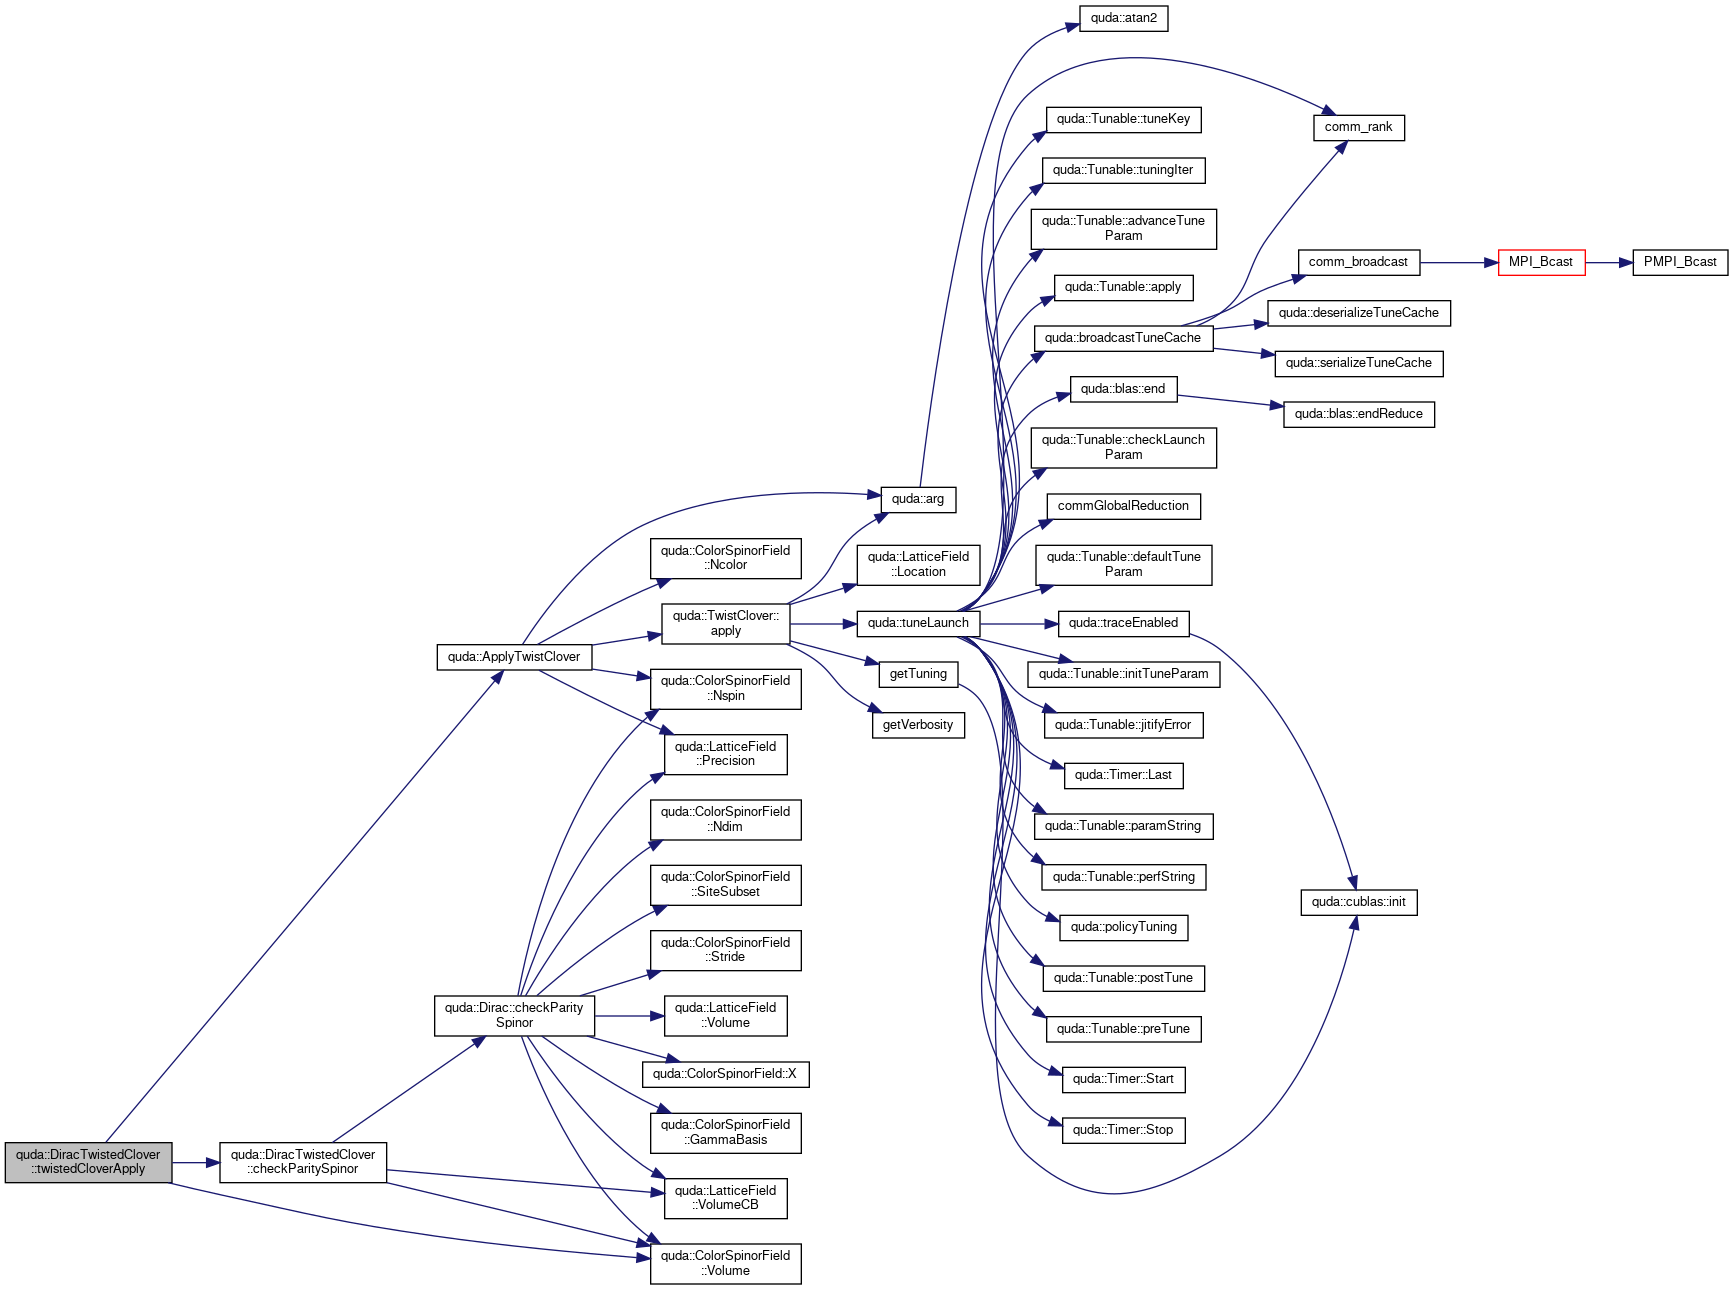 quda::DiracTwistedClover
::twistedCloverApply
quda::ApplyTwistClover
quda::Dirac::checkParity
Spinor
quda::DiracTwistedClover
::checkParitySpinor
quda::ColorSpinorField
::Ncolor
quda::TwistClover::
apply
quda::ColorSpinorField
::Nspin
quda::LatticeField
::Precision
quda::ColorSpinorField
::Ndim
quda::ColorSpinorField
::SiteSubset
quda::ColorSpinorField
::Stride
quda::LatticeField
::Volume
quda::ColorSpinorField::X
quda::ColorSpinorField
::GammaBasis
quda::LatticeField
::VolumeCB
quda::ColorSpinorField
::Volume
quda::arg
quda::LatticeField
::Location
quda::tuneLaunch
getTuning
getVerbosity
quda::atan2
quda::Tunable::tuneKey
quda::Tunable::tuningIter
quda::Tunable::advanceTune
Param
quda::Tunable::apply
quda::broadcastTuneCache
quda::blas::end
quda::Tunable::checkLaunch
Param
commGlobalReduction
quda::Tunable::defaultTune
Param
quda::traceEnabled
quda::Tunable::initTuneParam
quda::Tunable::jitifyError
quda::Timer::Last
quda::Tunable::paramString
quda::Tunable::perfString
quda::policyTuning
quda::Tunable::postTune
quda::Tunable::preTune
quda::Timer::Start
quda::Timer::Stop
comm_rank
comm_broadcast
quda::deserializeTuneCache
quda::serializeTuneCache
quda::blas::endReduce
quda::cublas::init
MPI_Bcast
PMPI_Bcast